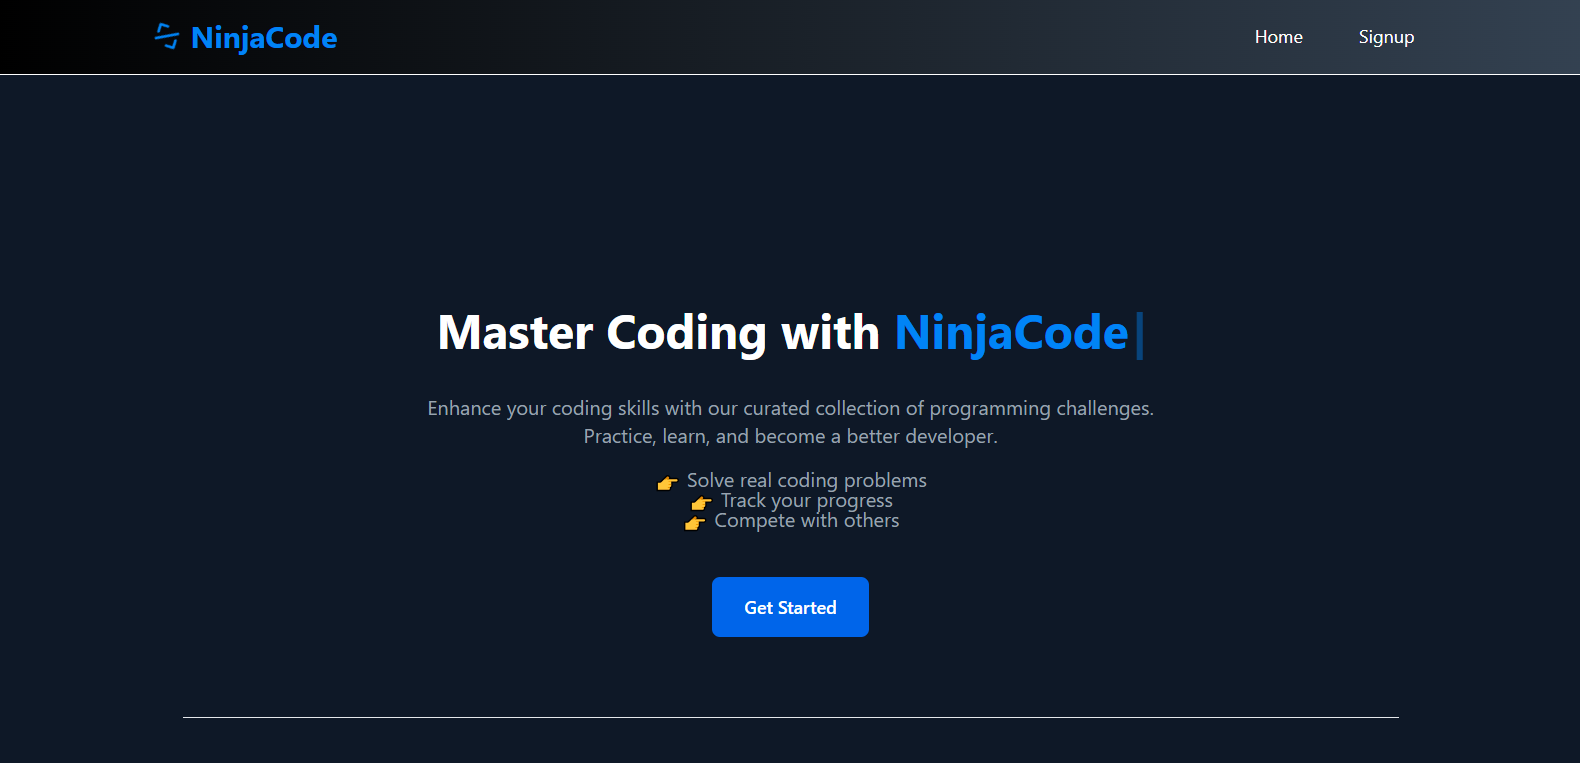 NinjaCode
Home
Signup
Master Coding with NinjaCode|
Enhance your coding skills with our curated collection of programming challenges.
Practice, learn, and become a better developer.
👉 Solve real coding problems
👉 Track your progress
👉 Compete with others
Get Started